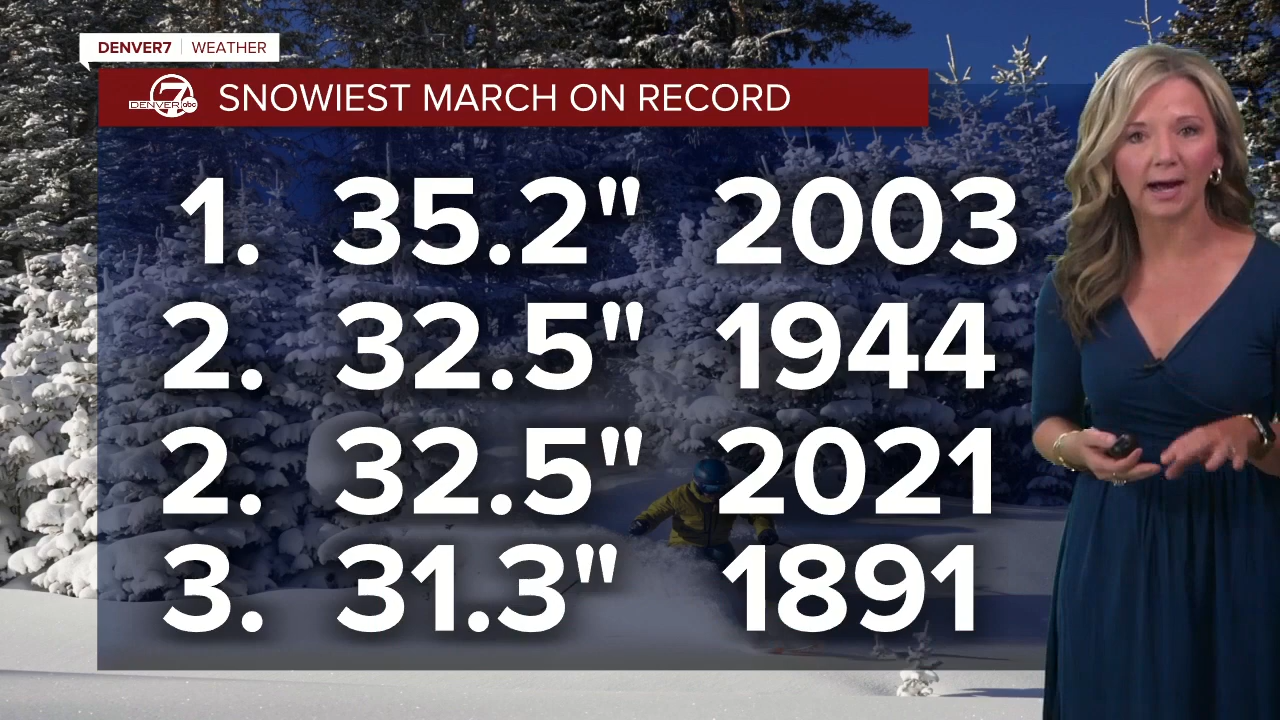 DENVER7 | WEATHER
7 DENVER abc SNOWIEST MARCH ON RECORD
1. 35.2" 2003
2. 32.5" 1944
2. 32.5" 2021
3. 31.3" 1891